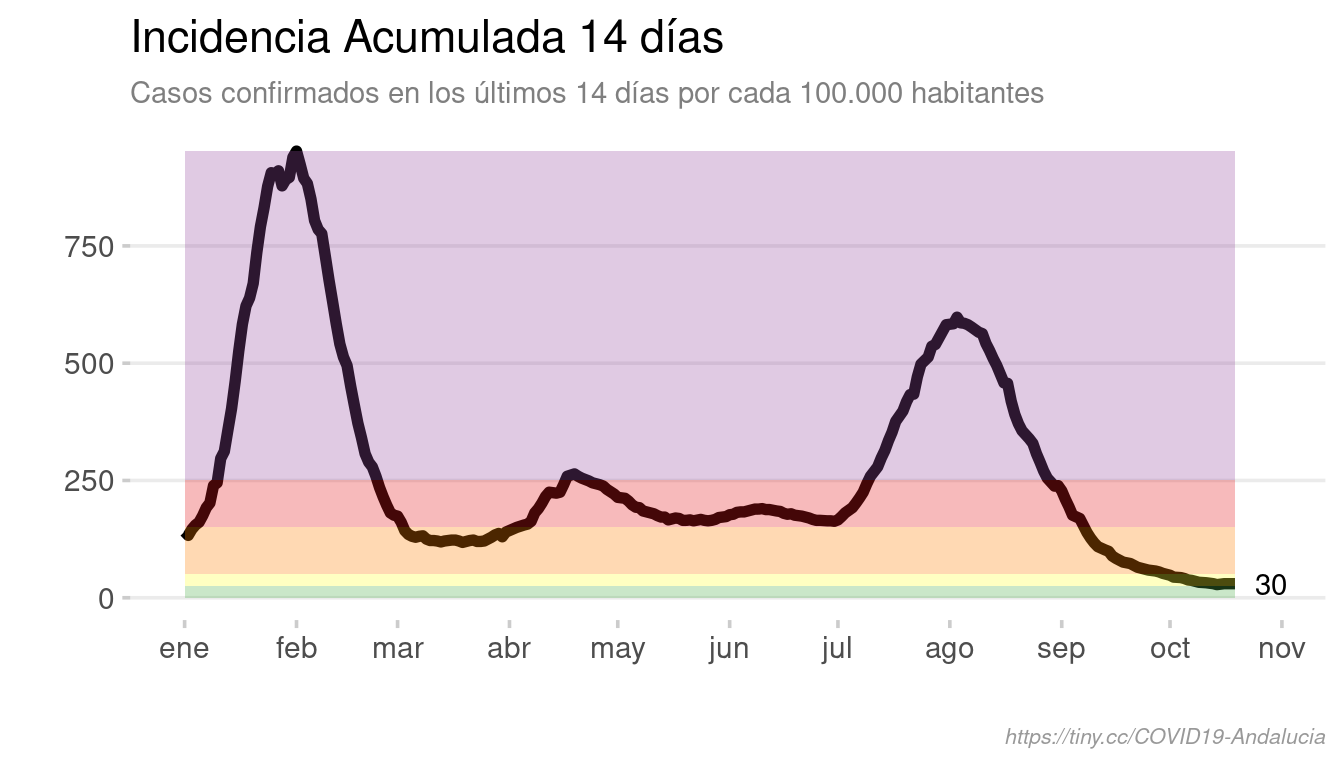 Incidencia Acumulada 14 días
Casos confirmados en los últimos 14 días por cada 100.000 habitantes
750
500
250
0
30
ene feb mar abr may jun jul ago sep oct nov
https://tiny.cc/COVID19-Andalucia